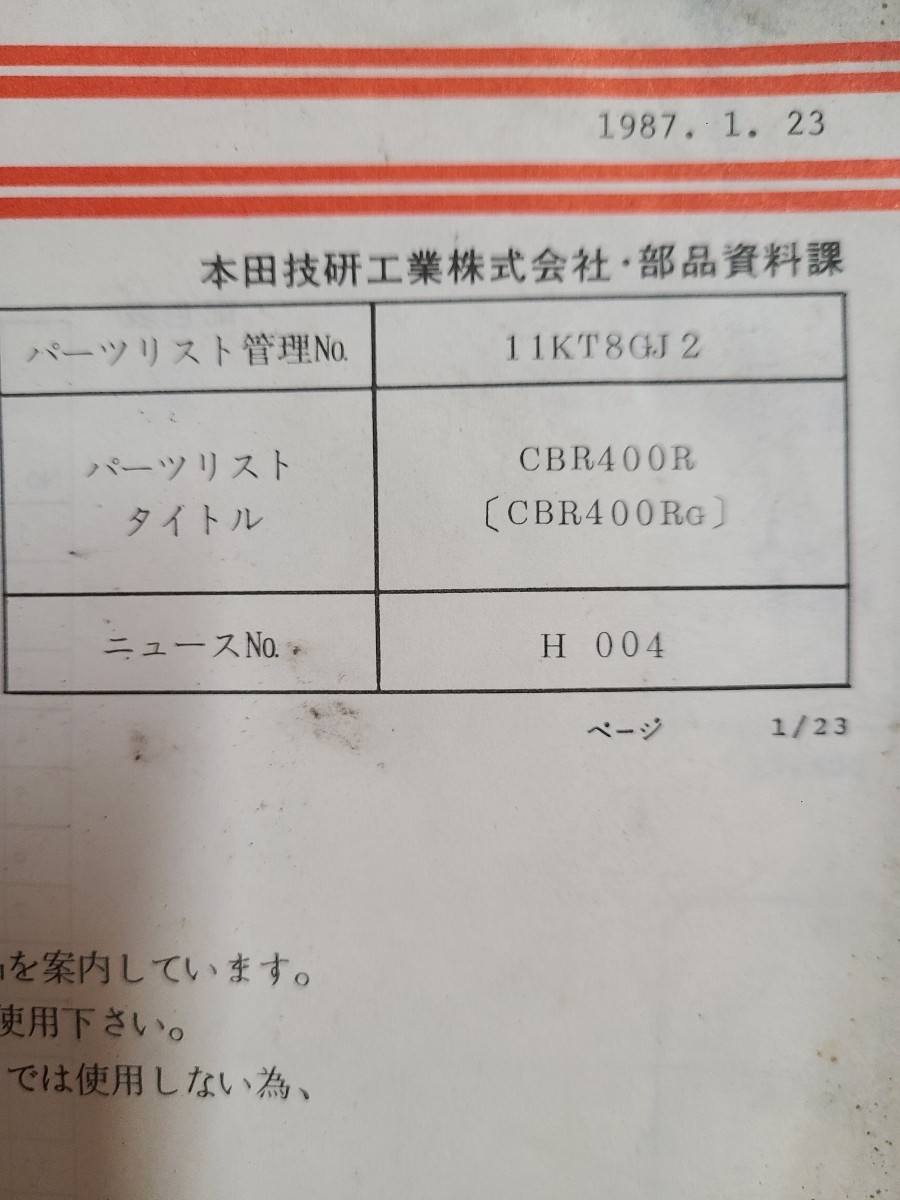 1987. 1. 23
本田技研工業株式会社・部品資料課
パーツリスト管理No. 11KT8GJ2
パーツリスト
タイトル
CBR400R
〔CBR400RG〕
ニュースNo. H 004
ページ 1/23
を案内しています。
使用下さい。
では使用しない為、